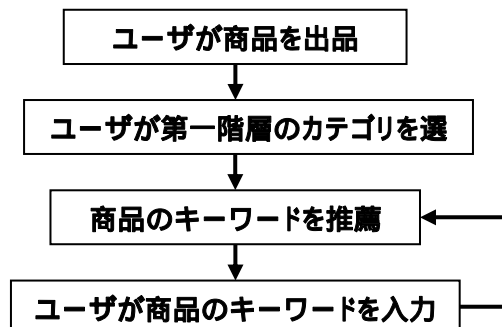 ユーザが商品を出品
ユーザが第一階層のカテゴリを選
商品のキーワードを推薦
ユーザが商品のキーワードを入力